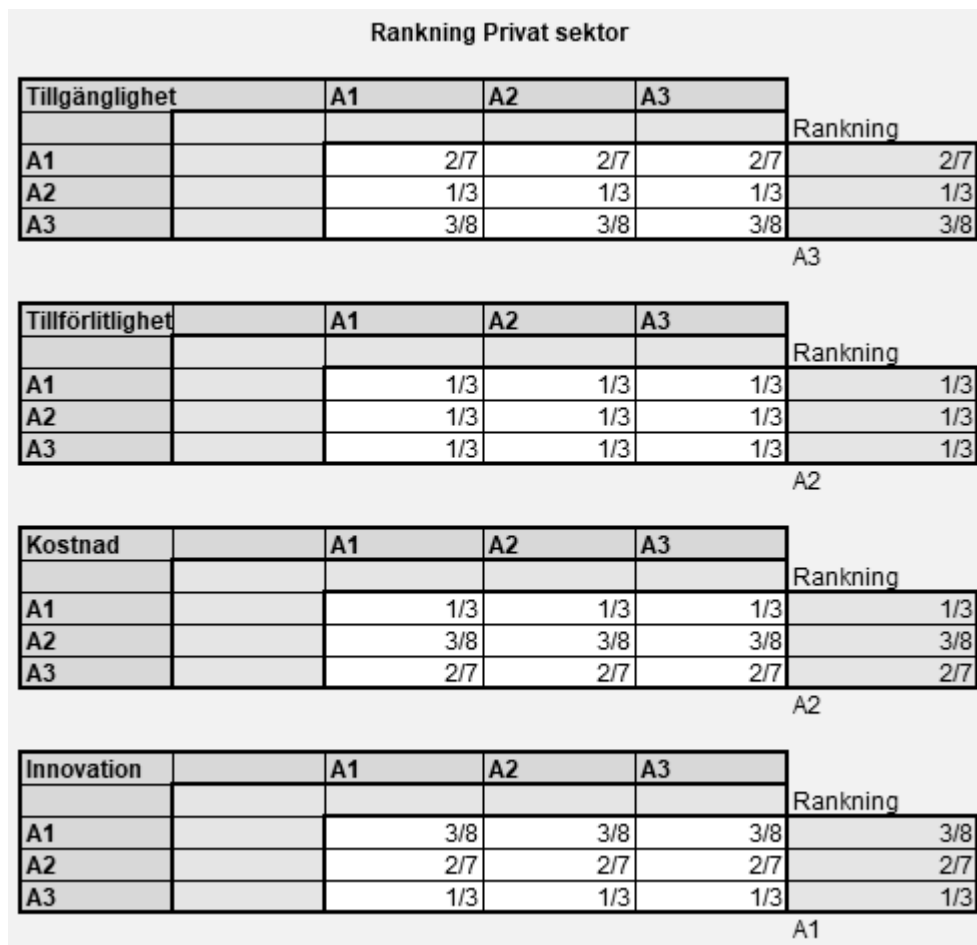 Rankning Privat sektor
Tillgänglighet A1 A2 A3
Rankning
A1 2/7 2/7 2/7 2/7
A2 1/3 1/3 1/3 1/3
A3 3/8 3/8 3/8 3/8
A3
Tillförlitlighet A1 A2 A3
Rankning
A1 1/3 1/3 1/3 1/3
A2 1/3 1/3 1/3 1/3
A3 1/3 1/3 1/3 1/3
A2
Kostnad A1 A2 A3
Rankning
A1 1/3 1/3 1/3 1/3
A2 3/8 3/8 3/8 3/8
A3 2/7 2/7 2/7 2/7
A2
Innovation A1 A2 A3
Rankning
A1 3/8 3/8 3/8 3/8
A2 2/7 2/7 2/7 2/7
A3 1/3 1/3 1/3 1/3
A1